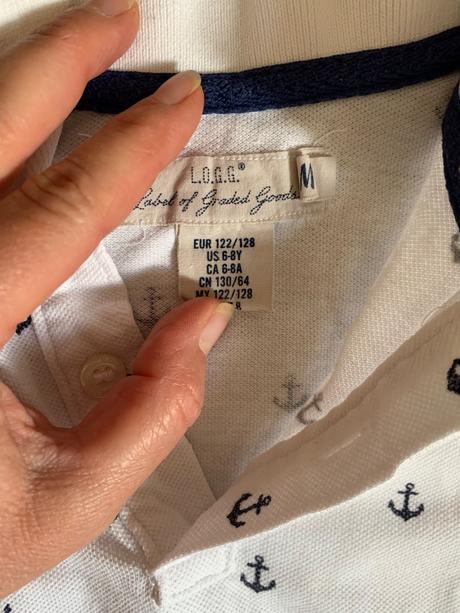 L.O.G.G.®
Label of Graded Goods
M
EUR 122/128
US 6-8Y
CA 6-8A
CN 130/64
MX 122/128